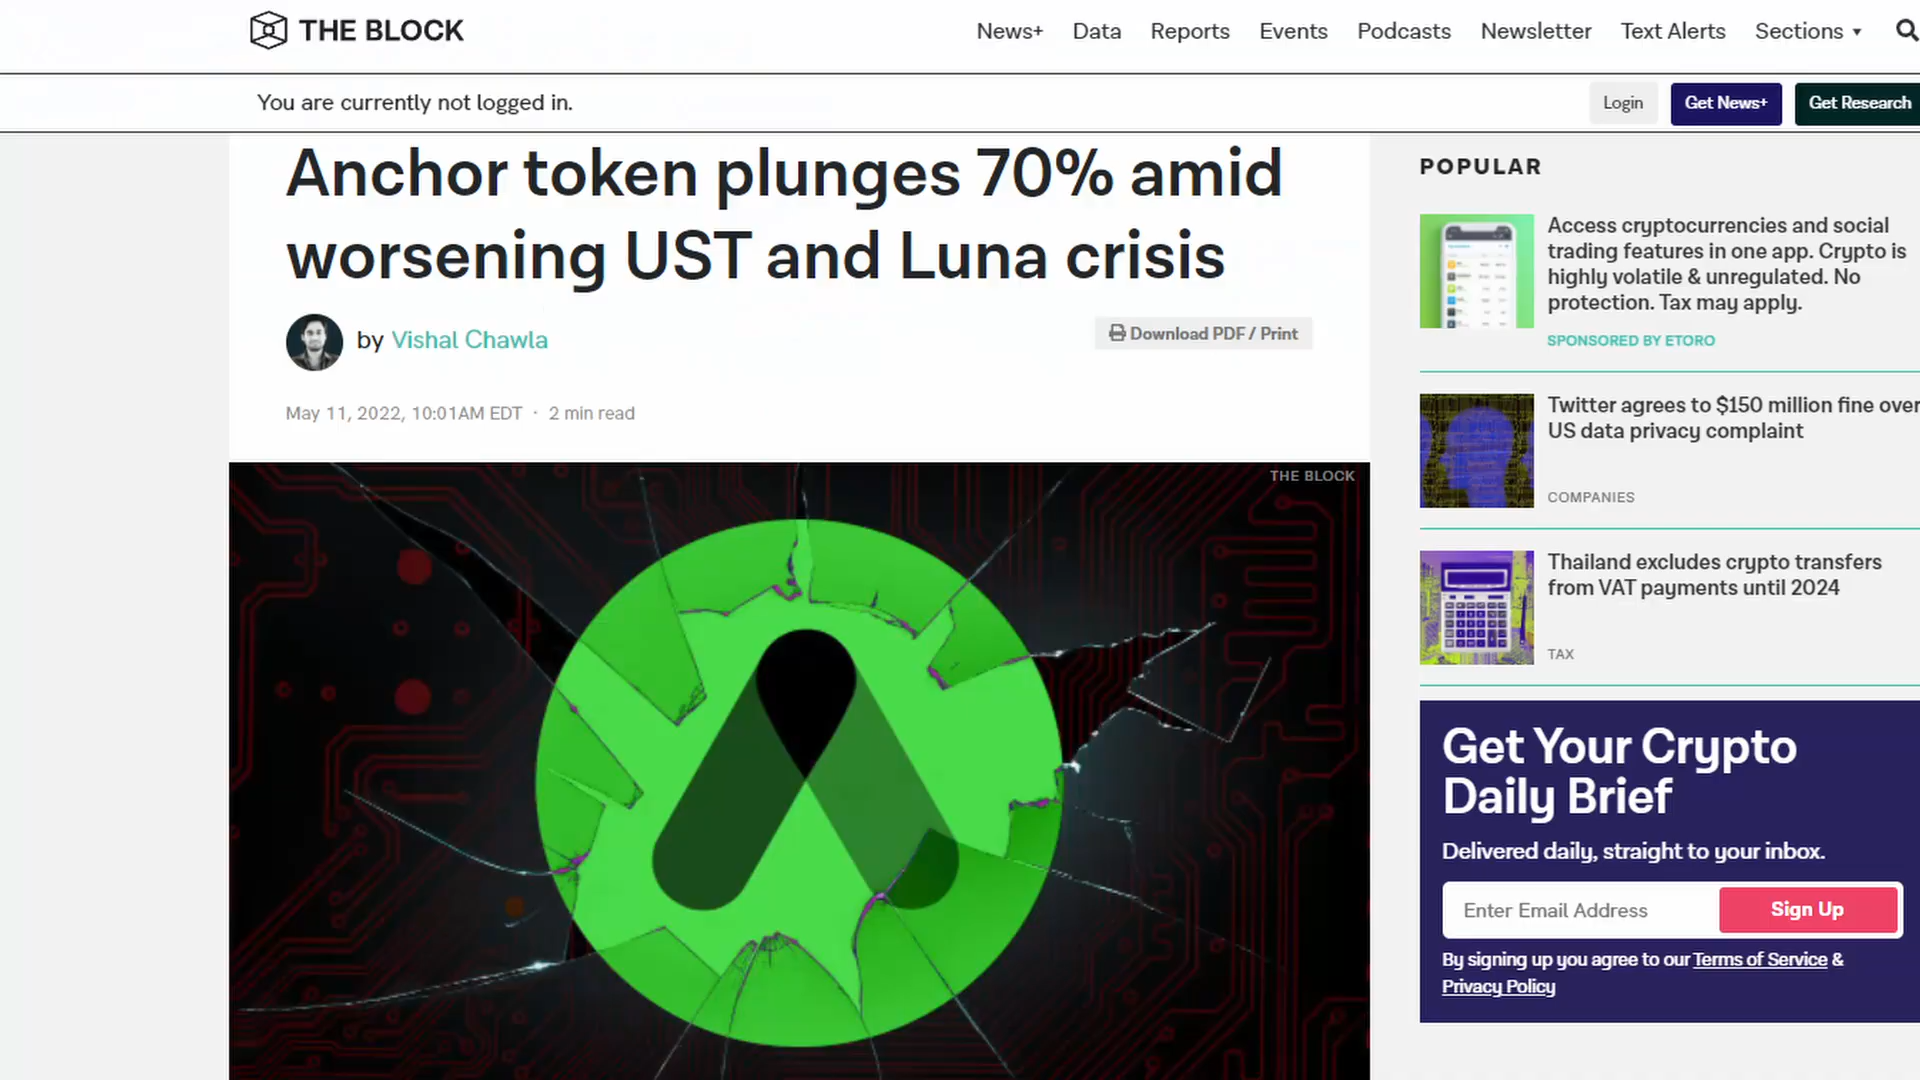 THE BLOCK
News+ Data Reports Events Podcasts Newsletter Text Alerts Sections ▾
You are currently not logged in.
Login Get News+ Get Research
Anchor token plunges 70% amid
worsening UST and Luna crisis
by Vishal Chawla
Download PDF / Print
May 11, 2022, 10:01AM EDT · 2 min read
THE BLOCK
POPULAR
Access cryptocurrencies and social
trading features in one app. Crypto is
highly volatile & unregulated. No
protection. Tax may apply.
SPONSORED BY ETORO
Twitter agrees to $150 million fine over
US data privacy complaint
COMPANIES
Thailand excludes crypto transfers
from VAT payments until 2024
TAX
Get Your Crypto
Daily Brief
Delivered daily, straight to your inbox.
Enter Email Address Sign Up
By signing up you agree to our Terms of Service &
Privacy Policy